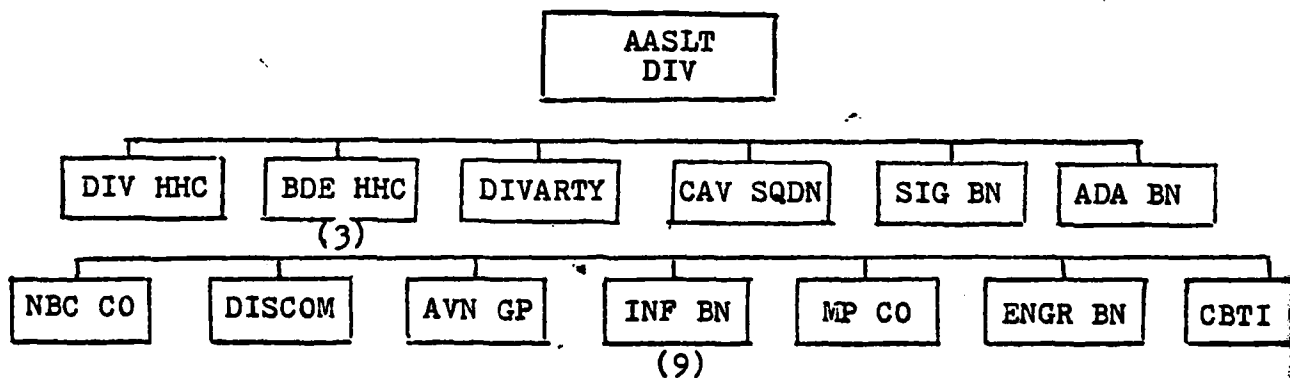 AASLT
DIV
DIV HHC BDE HHC DIVARTY CAV SQDN SIG BN ADA BN
(3)
NBC CO DISCOM AVN GP INF BN MP CO ENGR BN CBTI
(9)